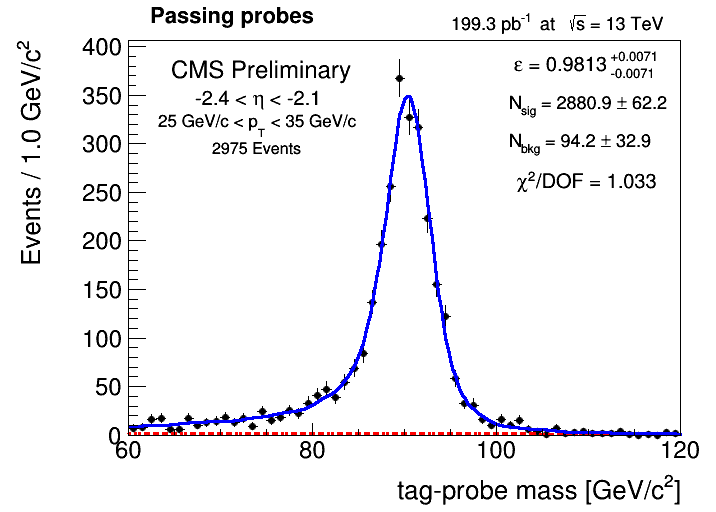 Passing probes
199.3 pb⁻¹ at √s = 13 TeV
CMS Preliminary
-2.4 < η < -2.1
25 GeV/c < p_T < 35 GeV/c
2975 Events
ε = 0.9813 +0.0071 -0.0071
N_sig = 2880.9 ± 62.2
N_bkg = 94.2 ± 32.9
χ²/DOF = 1.033
Events / 1.0 GeV/c²
400
350
300
250
200
150
100
50
0
60
80
100
120
tag-probe mass [GeV/c²]